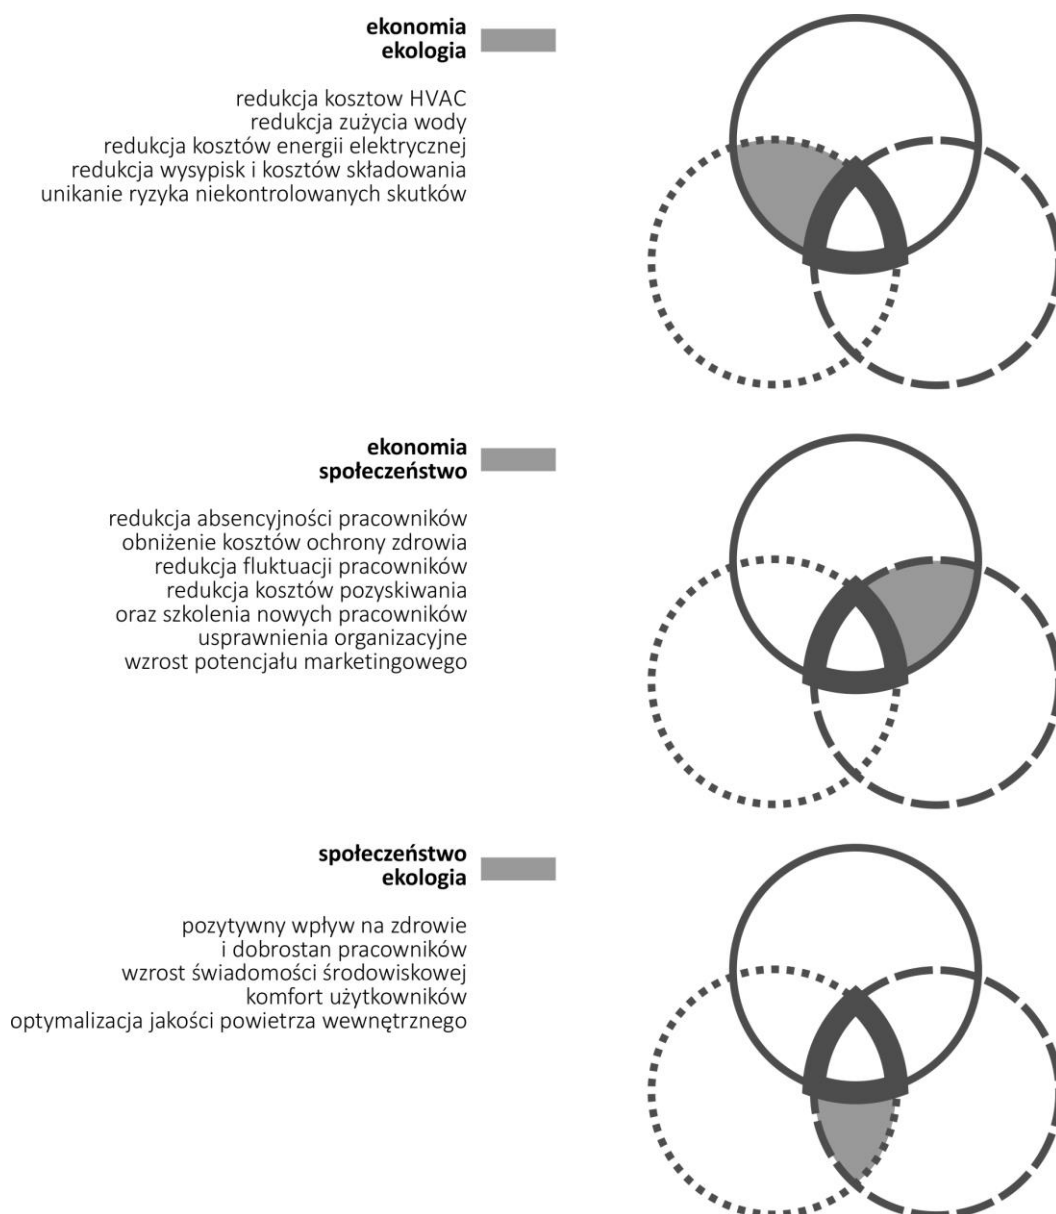 ekonomia
ekologia
redukcja kosztow HVAC
redukcja zużycia wody
redukcja kosztów energii elektrycznej
redukcja wysypisk i kosztów składowania
unikanie ryzyka niekontrolowanych skutków
ekonomia
społeczeństwo
redukcja absencyjności pracowników
obniżenie kosztów ochrony zdrowia
redukcja fluktuacji pracowników
redukcja kosztów pozyskiwania
oraz szkolenia nowych pracowników
usprawnienia organizacyjne
wzrost potencjału marketingowego
społeczeństwo
ekologia
pozytywny wpływ na zdrowie
i dobrostan pracowników
wzrost świadomości środowiskowej
komfort użytkowników
optymalizacja jakości powietrza wewnętrznego